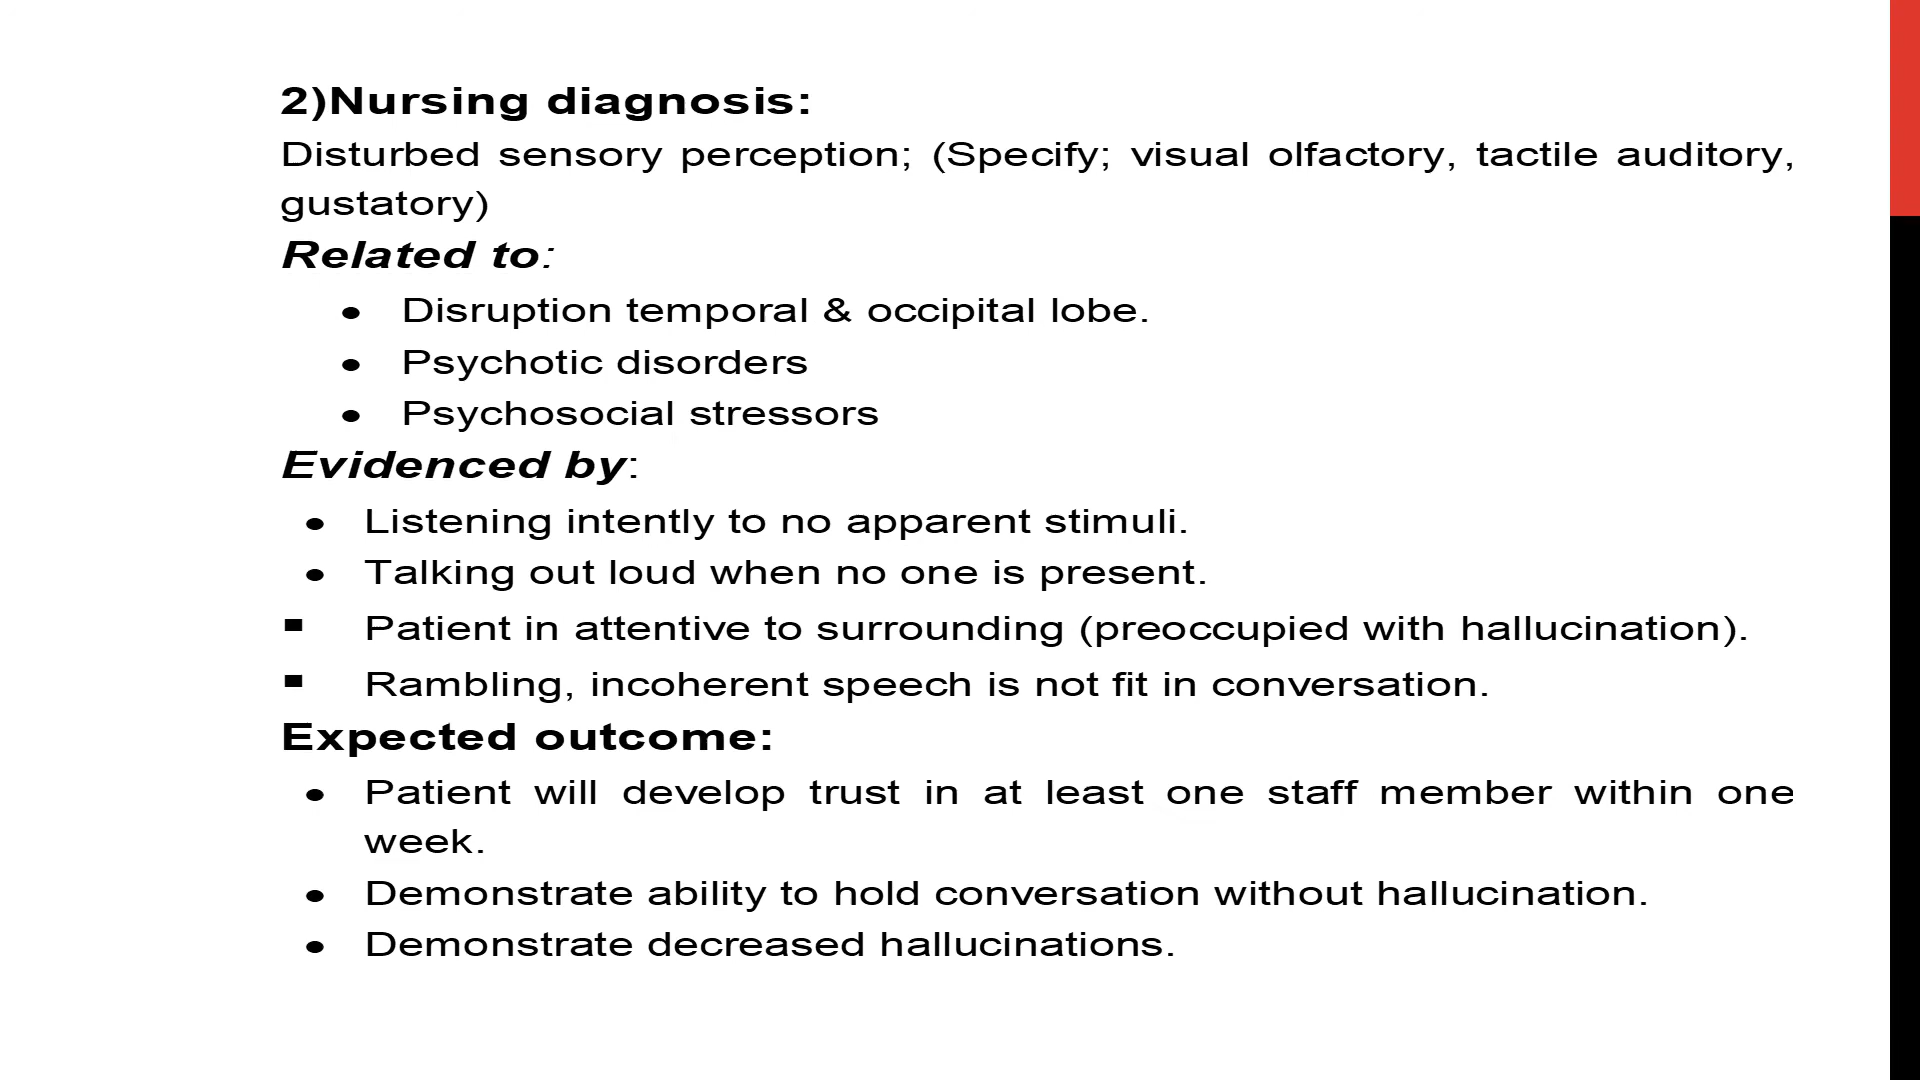 2)Nursing diagnosis:
Disturbed sensory perception; (Specify; visual olfactory, tactile auditory,
gustatory)
Related to:
● Disruption temporal & occipital lobe.
● Psychotic disorders
● Psychosocial stressors
Evidenced by:
● Listening intently to no apparent stimuli.
● Talking out loud when no one is present.
▪ Patient in attentive to surrounding (preoccupied with hallucination).
▪ Rambling, incoherent speech is not fit in conversation.
Expected outcome:
● Patient will develop trust in at least one staff member within one
week.
● Demonstrate ability to hold conversation without hallucination.
● Demonstrate decreased hallucinations.